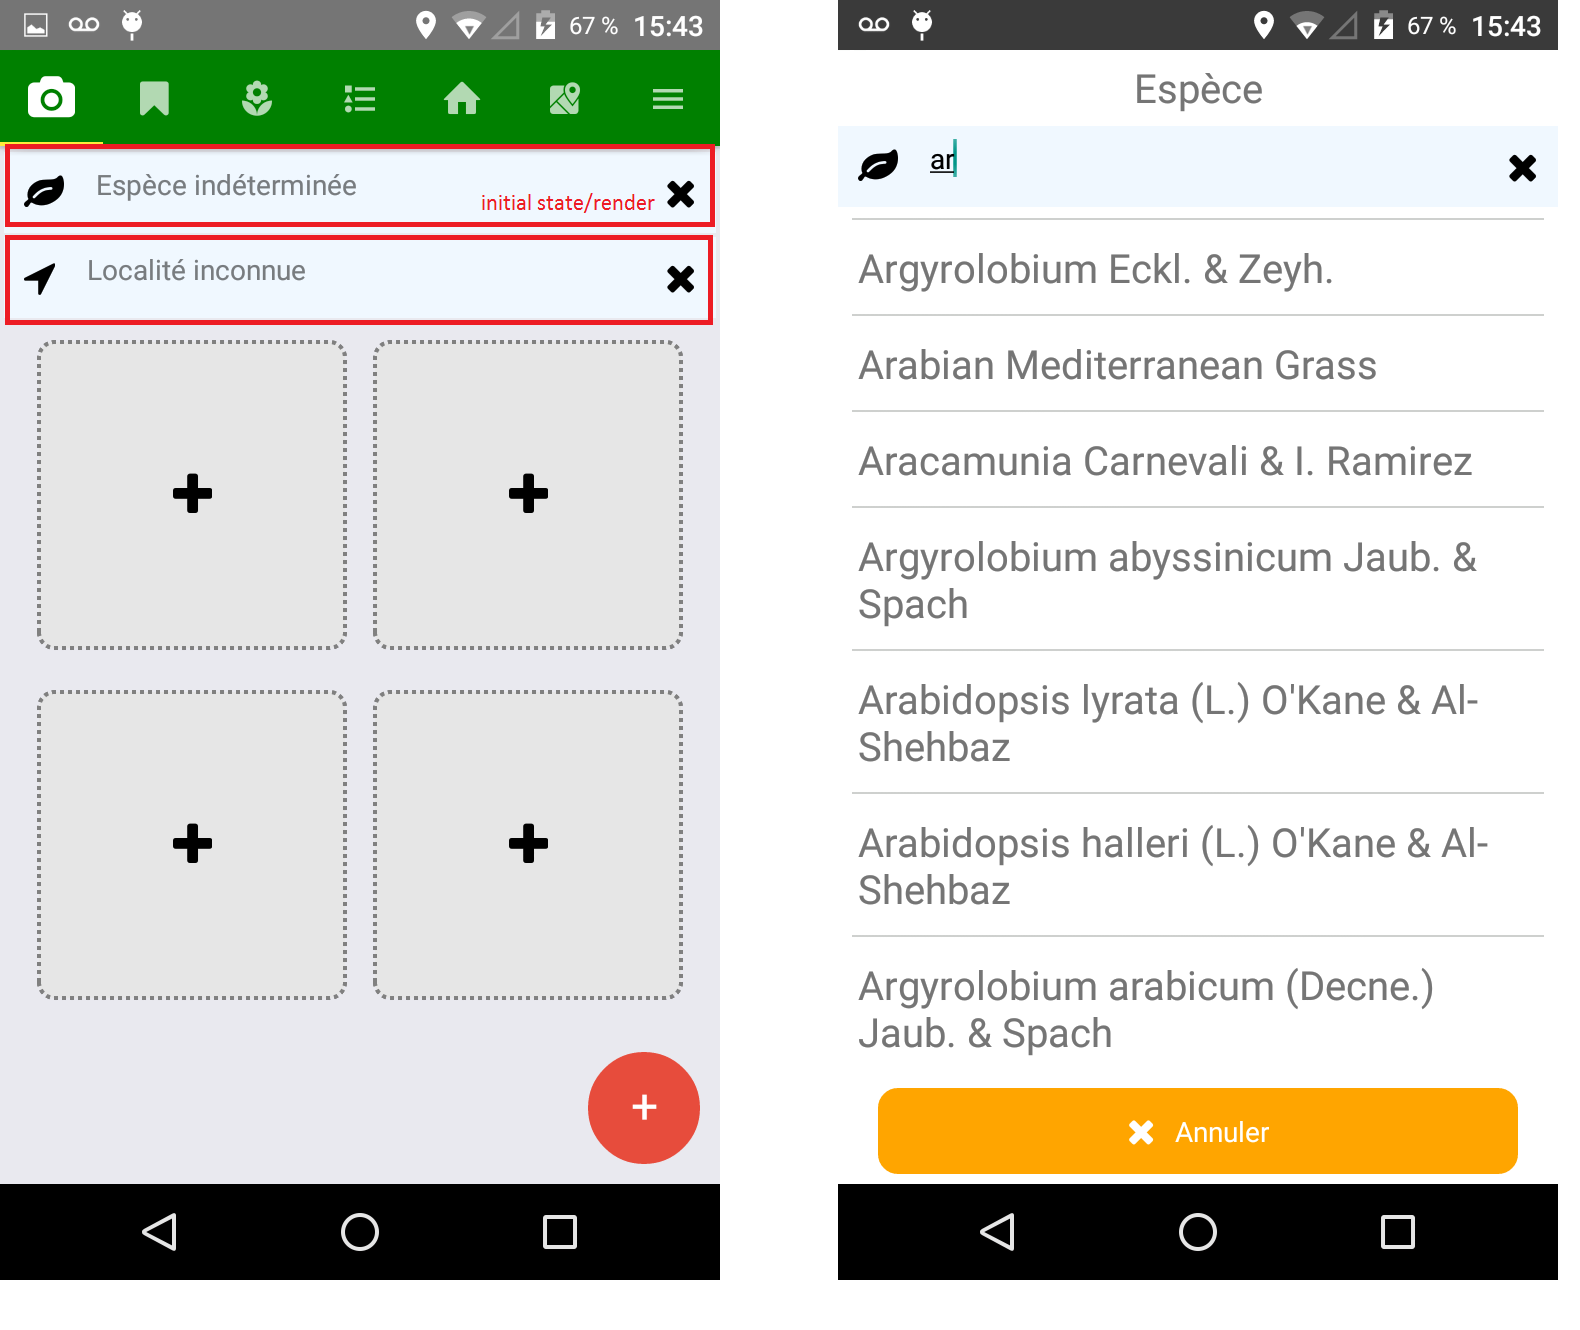 67 % 15:43
Espèce indéterminée
initial state/render
Localité inconnue
67 % 15:43
Espèce
ar
Argyrolobium Eckl. & Zeyh.
Arabian Mediterranean Grass
Aracamunia Carnevali & I. Ramirez
Argyrolobium abyssinicum Jaub. &
Spach
Arabidopsis lyrata (L.) O'Kane & Al-
Shehbaz
Arabidopsis halleri (L.) O'Kane & Al-
Shehbaz
Argyrolobium arabicum (Decne.)
Jaub. & Spach
Annuler